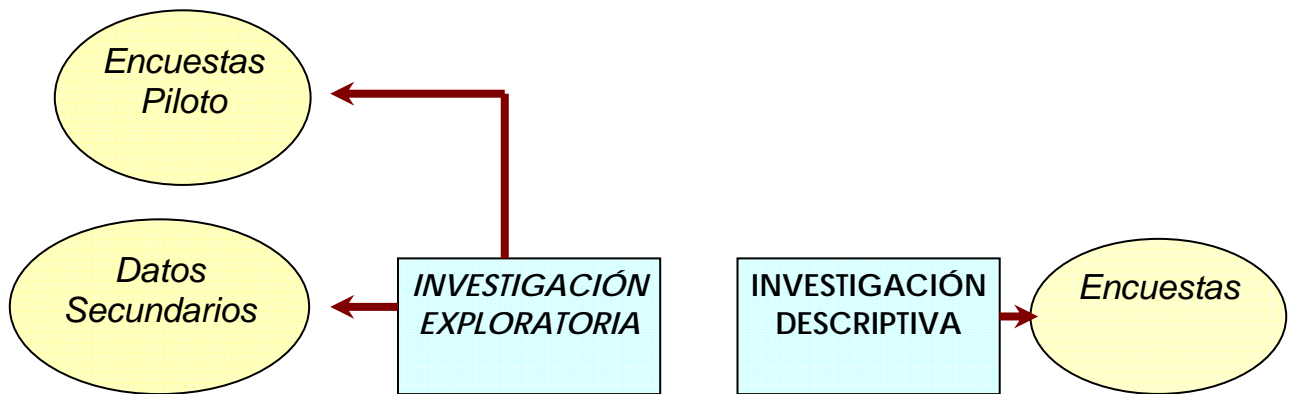 Encuestas
Piloto
Datos
Secundarios
INVESTIGACIÓN
EXPLORATORIA
INVESTIGACIÓN
DESCRIPTIVA
Encuestas